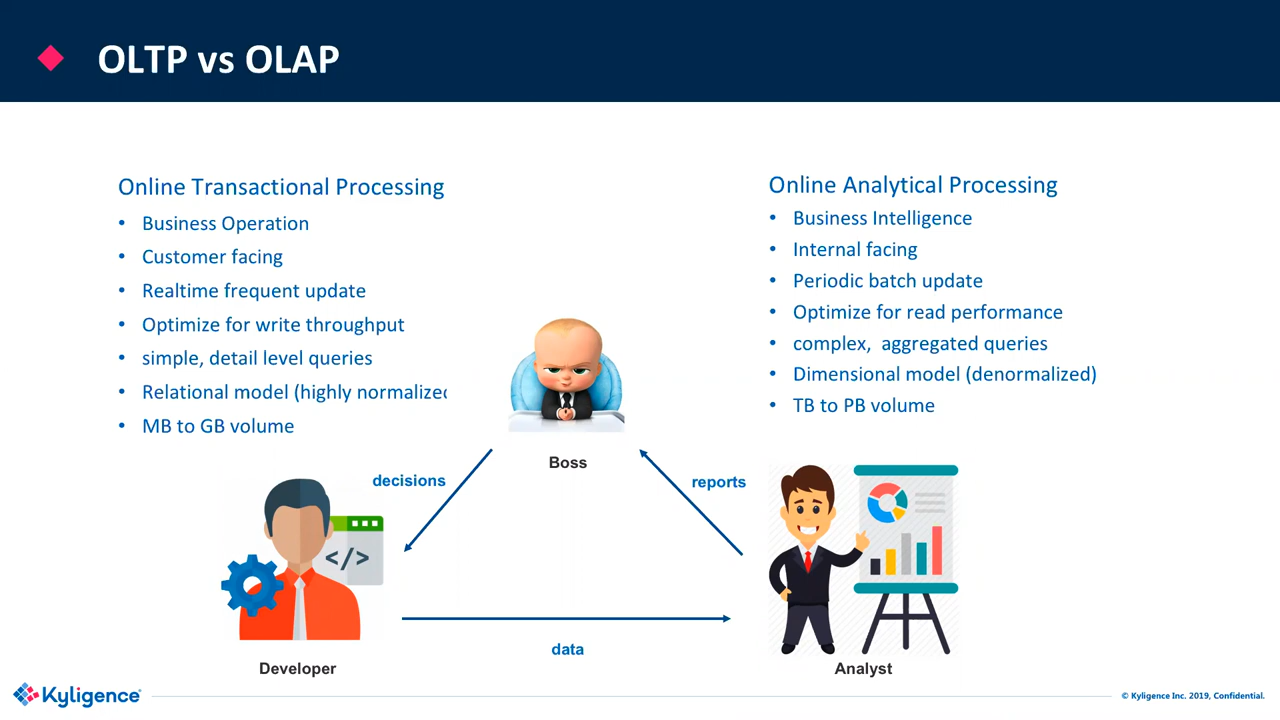 OLTP vs OLAP
Online Transactional Processing
• Business Operation
• Customer facing
• Realtime frequent update
• Optimize for write throughput
• simple, detail level queries
• Relational model (highly normalized
• MB to GB volume
Online Analytical Processing
• Business Intelligence
• Internal facing
• Periodic batch update
• Optimize for read performance
• complex, aggregated queries
• Dimensional model (denormalized)
• TB to PB volume
Boss
decisions
reports
</>
data
Developer
Analyst
Kyligence
© Kyligence Inc. 2019, Confidential.